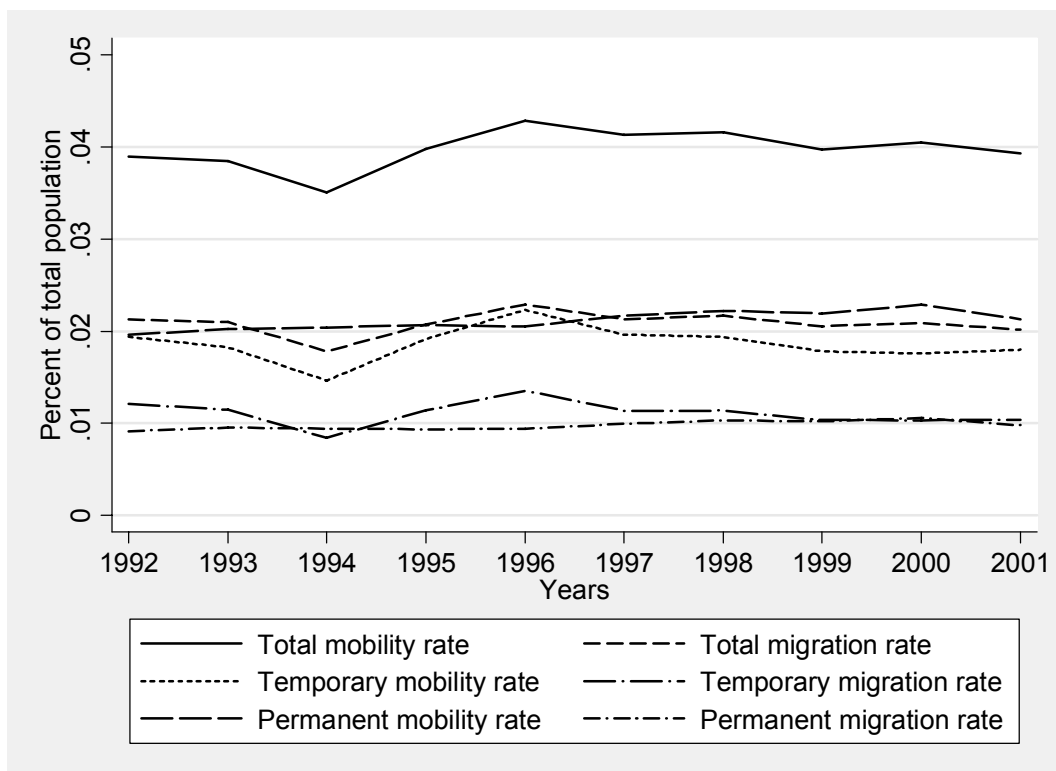 Percent of total population
.05
.04
.03
.02
.01
0
1992 1993 1994 1995 1996 1997 1998 1999 2000 2001
Years
Total mobility rate Total migration rate
Temporary mobility rate Temporary migration rate
Permanent mobility rate Permanent migration rate